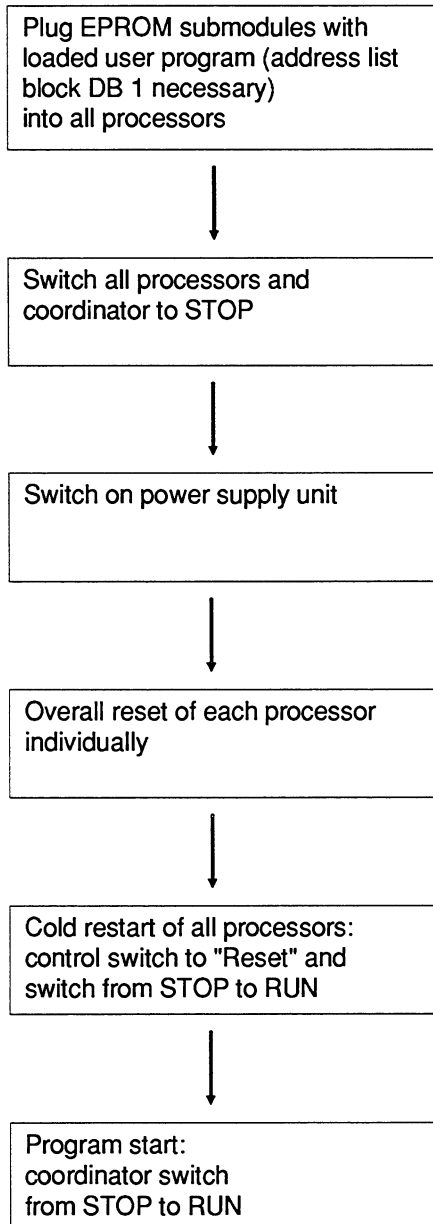 Plug EPROM submodules with
loaded user program (address list
block DB 1 necessary)
into all processors
Switch all processors and
coordinator to STOP
Switch on power supply unit
Overall reset of each processor
individually
Cold restart of all processors:
control switch to "Reset" and
switch from STOP to RUN
Program start:
coordinator switch
from STOP to RUN